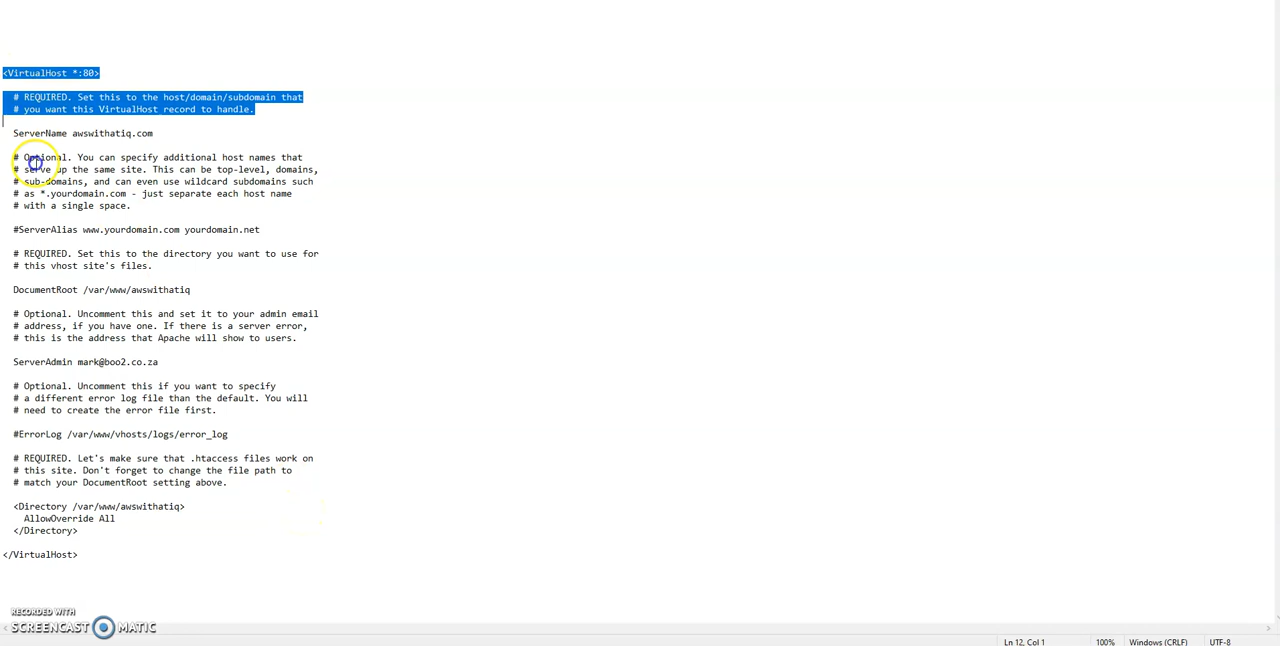 <VirtualHost *:80>
# REQUIRED. Set this to the host/domain/subdomain that
# you want this VirtualHost record to handle.
ServerName awswithatiq.com
# Optional. You can specify additional host names that
# serve up the same site. This can be top-level, domains,
# sub-domains, and can even use wildcard subdomains such
# as *.yourdomain.com - just separate each host name
# with a single space.
#ServerAlias www.yourdomain.com yourdomain.net
# REQUIRED. Set this to the directory you want to use for
# this vhost site's files.
DocumentRoot /var/www/awswithatiq
# Optional. Uncomment this and set it to your admin email
# address, if you have one. If there is a server error,
# this is the address that Apache will show to users.
ServerAdmin mark@boo2.co.za
# Optional. Uncomment this if you want to specify
# a different error log file than the default. You will
# need to create the error file first.
#ErrorLog /var/www/vhosts/logs/error_log
# REQUIRED. Let's make sure that .htaccess files work on
# this site. Don't forget to change the file path to
# match your DocumentRoot setting above.
<Directory /var/www/awswithatiq>
AllowOverride All
</Directory>
</VirtualHost>
RECORDED WITH
SCREENCAST MATIC
Ln 12, Col 1 100% Windows (CRLF) UTF-8